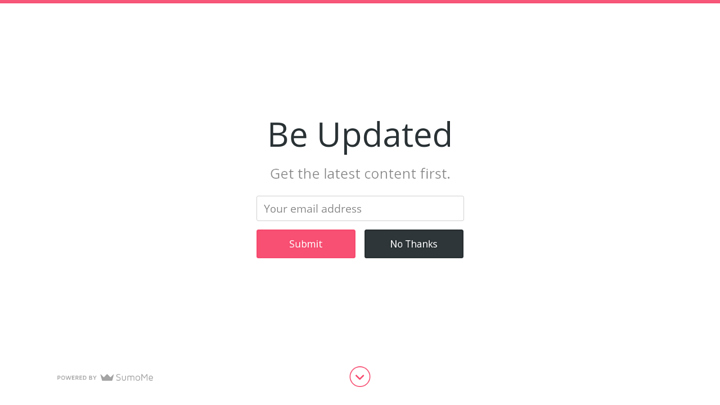 Be Updated
Get the latest content first.
Your email address
Submit
No Thanks
POWERED BY SumoMe